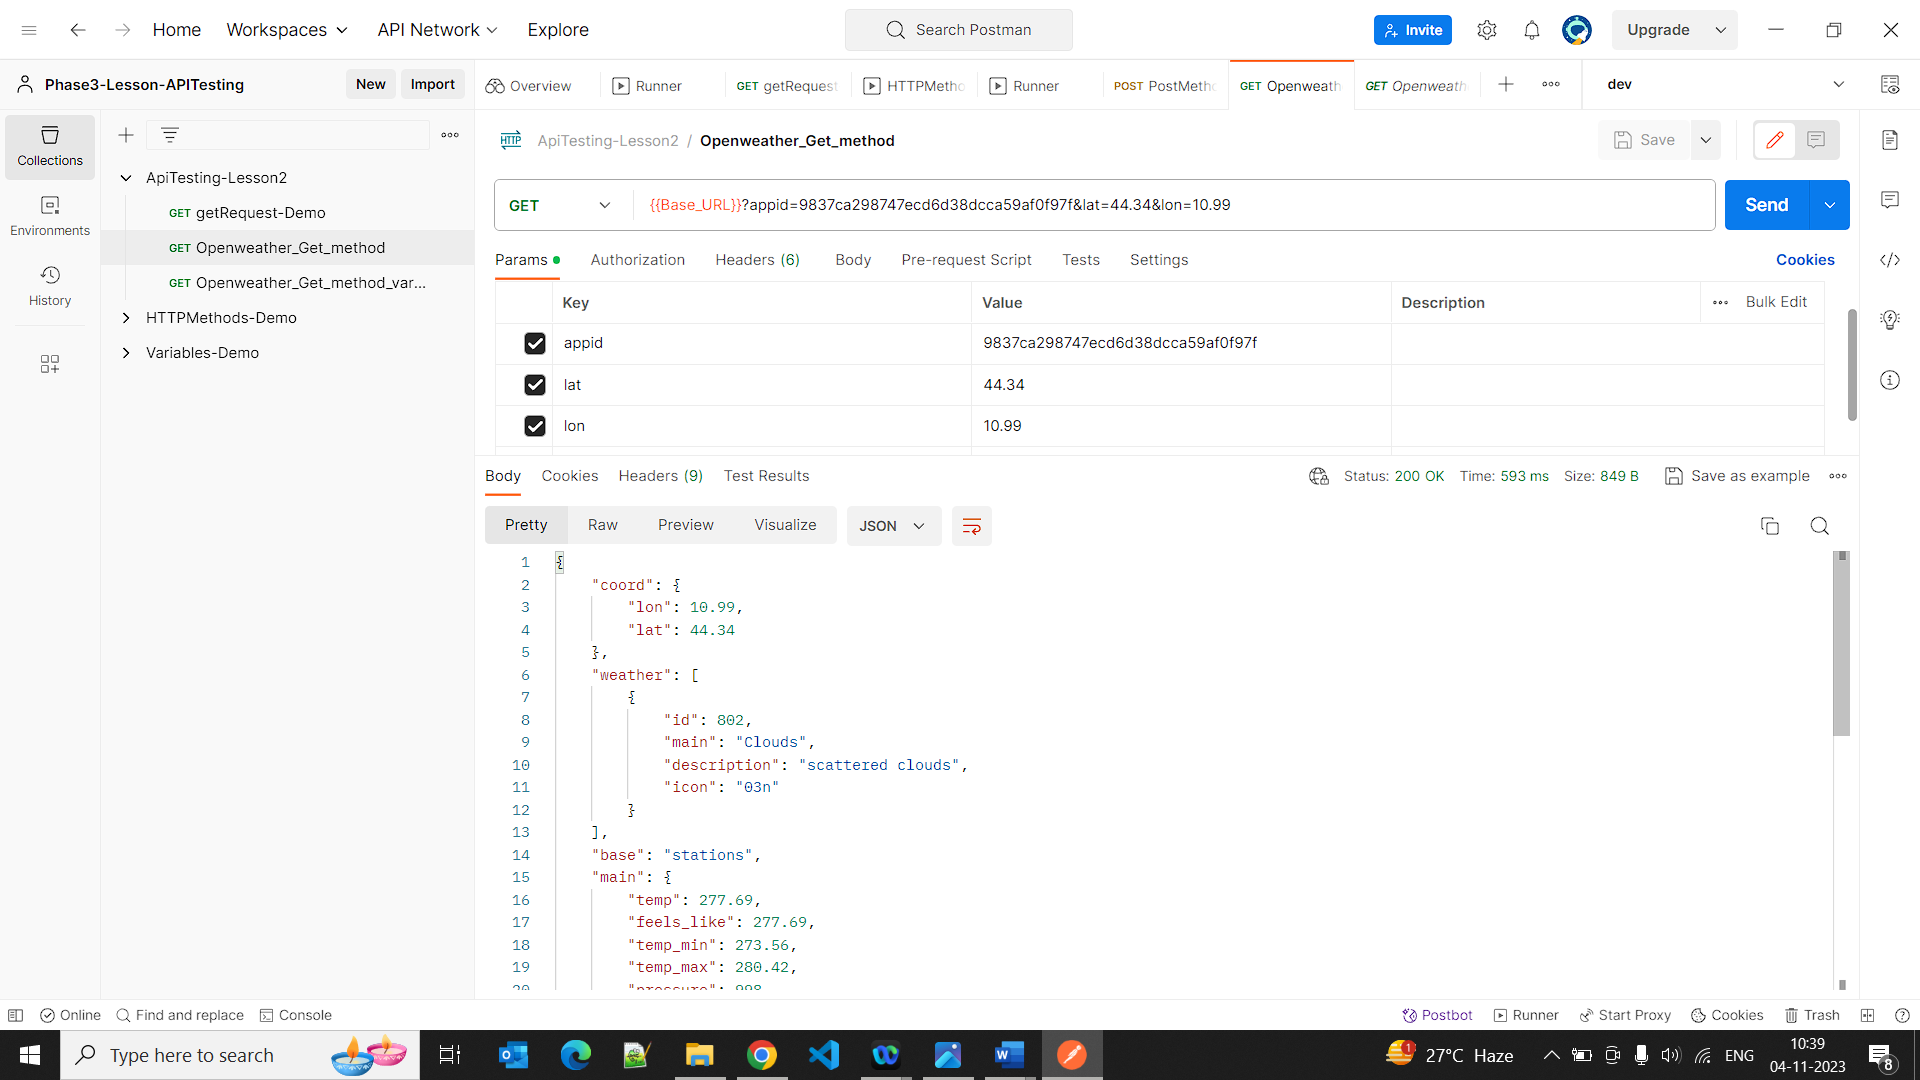 Home Workspaces API Network Explore Search Postman Invite Upgrade
Phase3-Lesson-APITesting New Import Overview Runner GET getRequest HTTPMetho Runner POST PostMetho GET Openweath GET Openweath dev
Collections
Environments
History
ApiTesting-Lesson2
GET getRequest-Demo
GET Openweather_Get_method
GET Openweather_Get_method_var...
HTTPMethods-Demo
Variables-Demo
HTTP ApiTesting-Lesson2 / Openweather_Get_method Save
GET {{Base_URL}}?appid=9837ca298747ecd6d38dcca59af0f97f&lat=44.34&lon=10.99 Send
Params Authorization Headers (6) Body Pre-request Script Tests Settings Cookies
Key Value Description Bulk Edit
appid 9837ca298747ecd6d38dcca59af0f97f
lat 44.34
lon 10.99
Body Cookies Headers (9) Test Results Status: 200 OK Time: 593 ms Size: 849 B Save as example
Pretty Raw Preview Visualize JSON
1 {
2 "coord": {
3 "lon": 10.99,
4 "lat": 44.34
5 },
6 "weather": [
7 {
8 "id": 802,
9 "main": "Clouds",
10 "description": "scattered clouds",
11 "icon": "03n"
12 }
13 ],
14 "base": "stations",
15 "main": {
16 "temp": 277.69,
17 "feels_like": 277.69,
18 "temp_min": 273.56,
19 "temp_max": 280.42,
20 "pressure": 998
Online Find and replace Console Postbot Runner Start Proxy Cookies Trash
Type here to search 1 27°C Haze ENG 10:39 8
04-11-2023